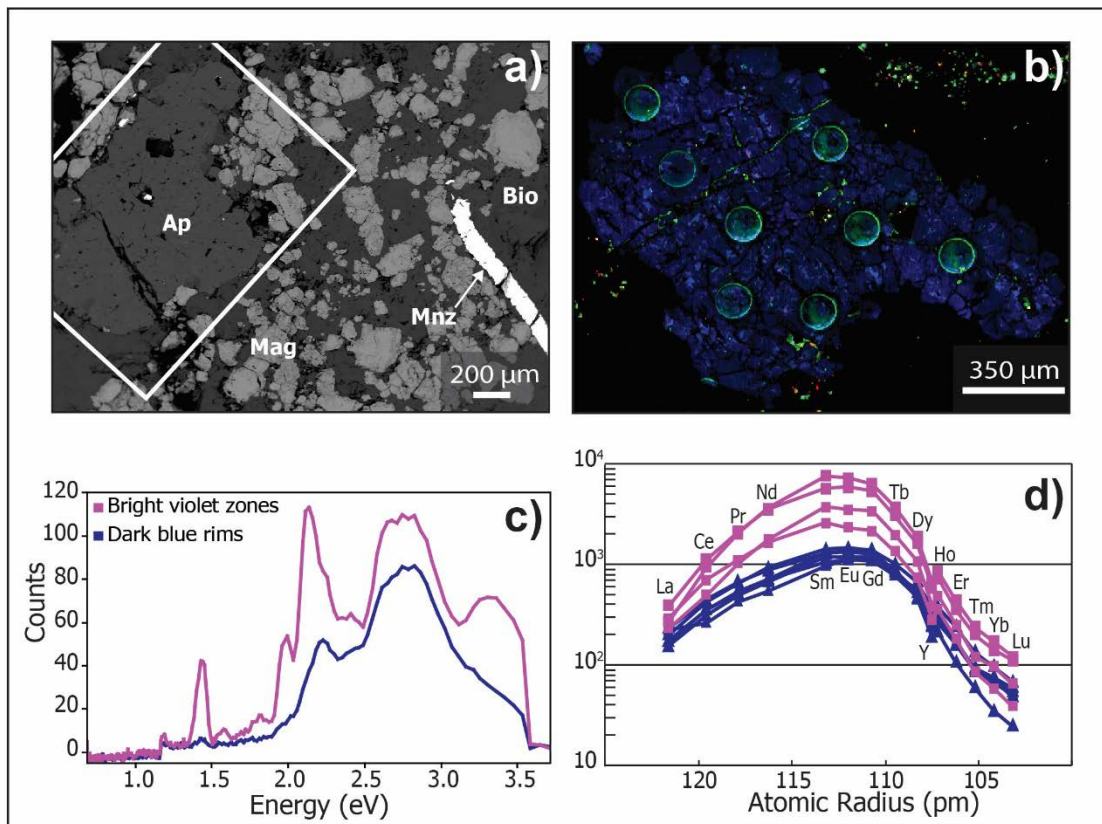 a)
Ap
Bio
Mnz
Mag
200 µm
b)
350 µm
c)
120
100
80
60
40
20
0
Counts
Bright violet zones
Dark blue rims
1.0 1.5 2.0 2.5 3.0 3.5
Energy (eV)
d)
10⁴
10³
10²
10
La
Ce
Pr
Nd
Sm
Eu
Gd
Tb
Dy
Y
Ho
Er
Tm
Yb
Lu
120 115 110 105
Atomic Radius (pm)